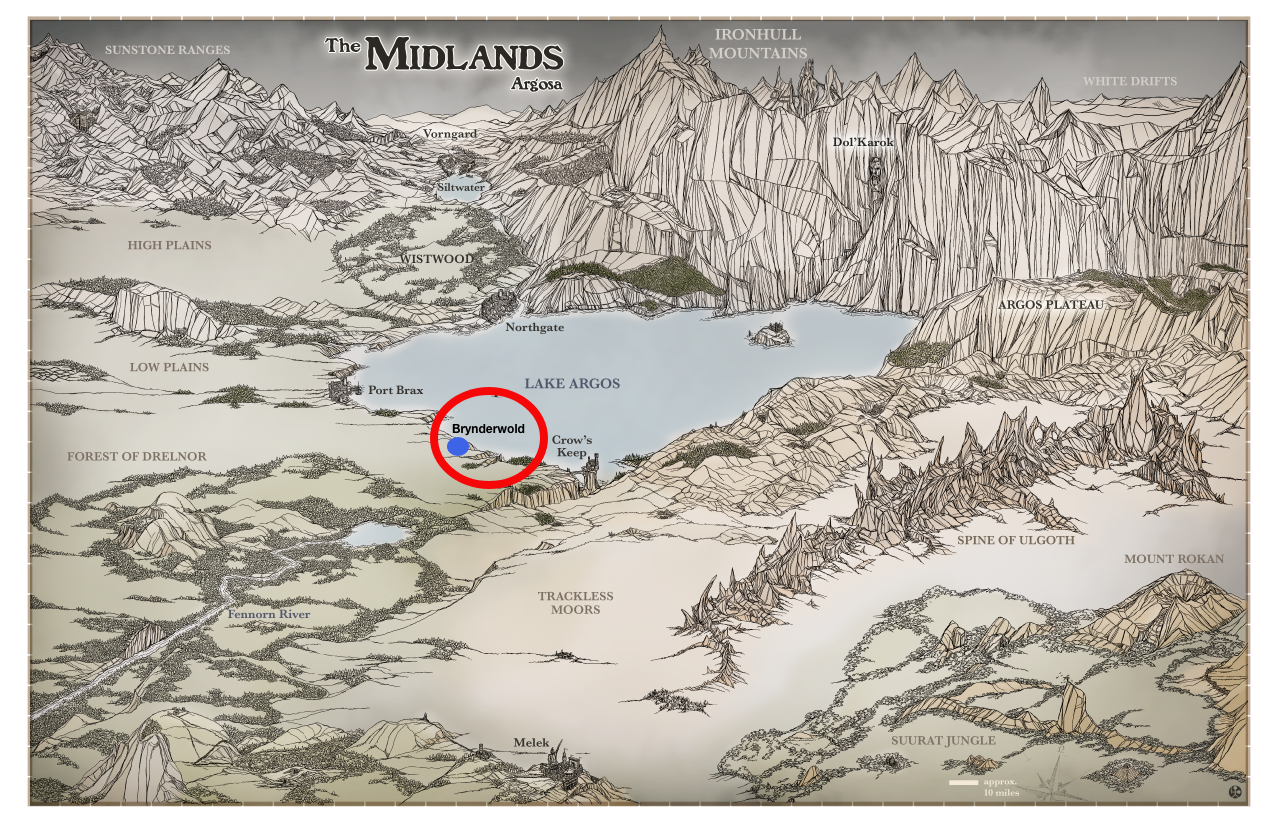 The MIDLANDS
Argosa
SUNSTONE RANGES
IRONHULL
MOUNTAINS
WHITE DRIFTS
Vorngard
Dol'Karok
Siltwater
HIGH PLAINS
WISTWOOD
ARGOS PLATEAU
Northgate
LOW PLAINS
LAKE ARGOS
Port Brax
Brynderwold
Crow's
Keep
FOREST OF DRELNOR
SPINE OF ULGOTH
MOUNT ROKAN
TRACKLESS
MOORS
Fennorn River
Melek
SUURAT JUNGLE
approx.
10 miles